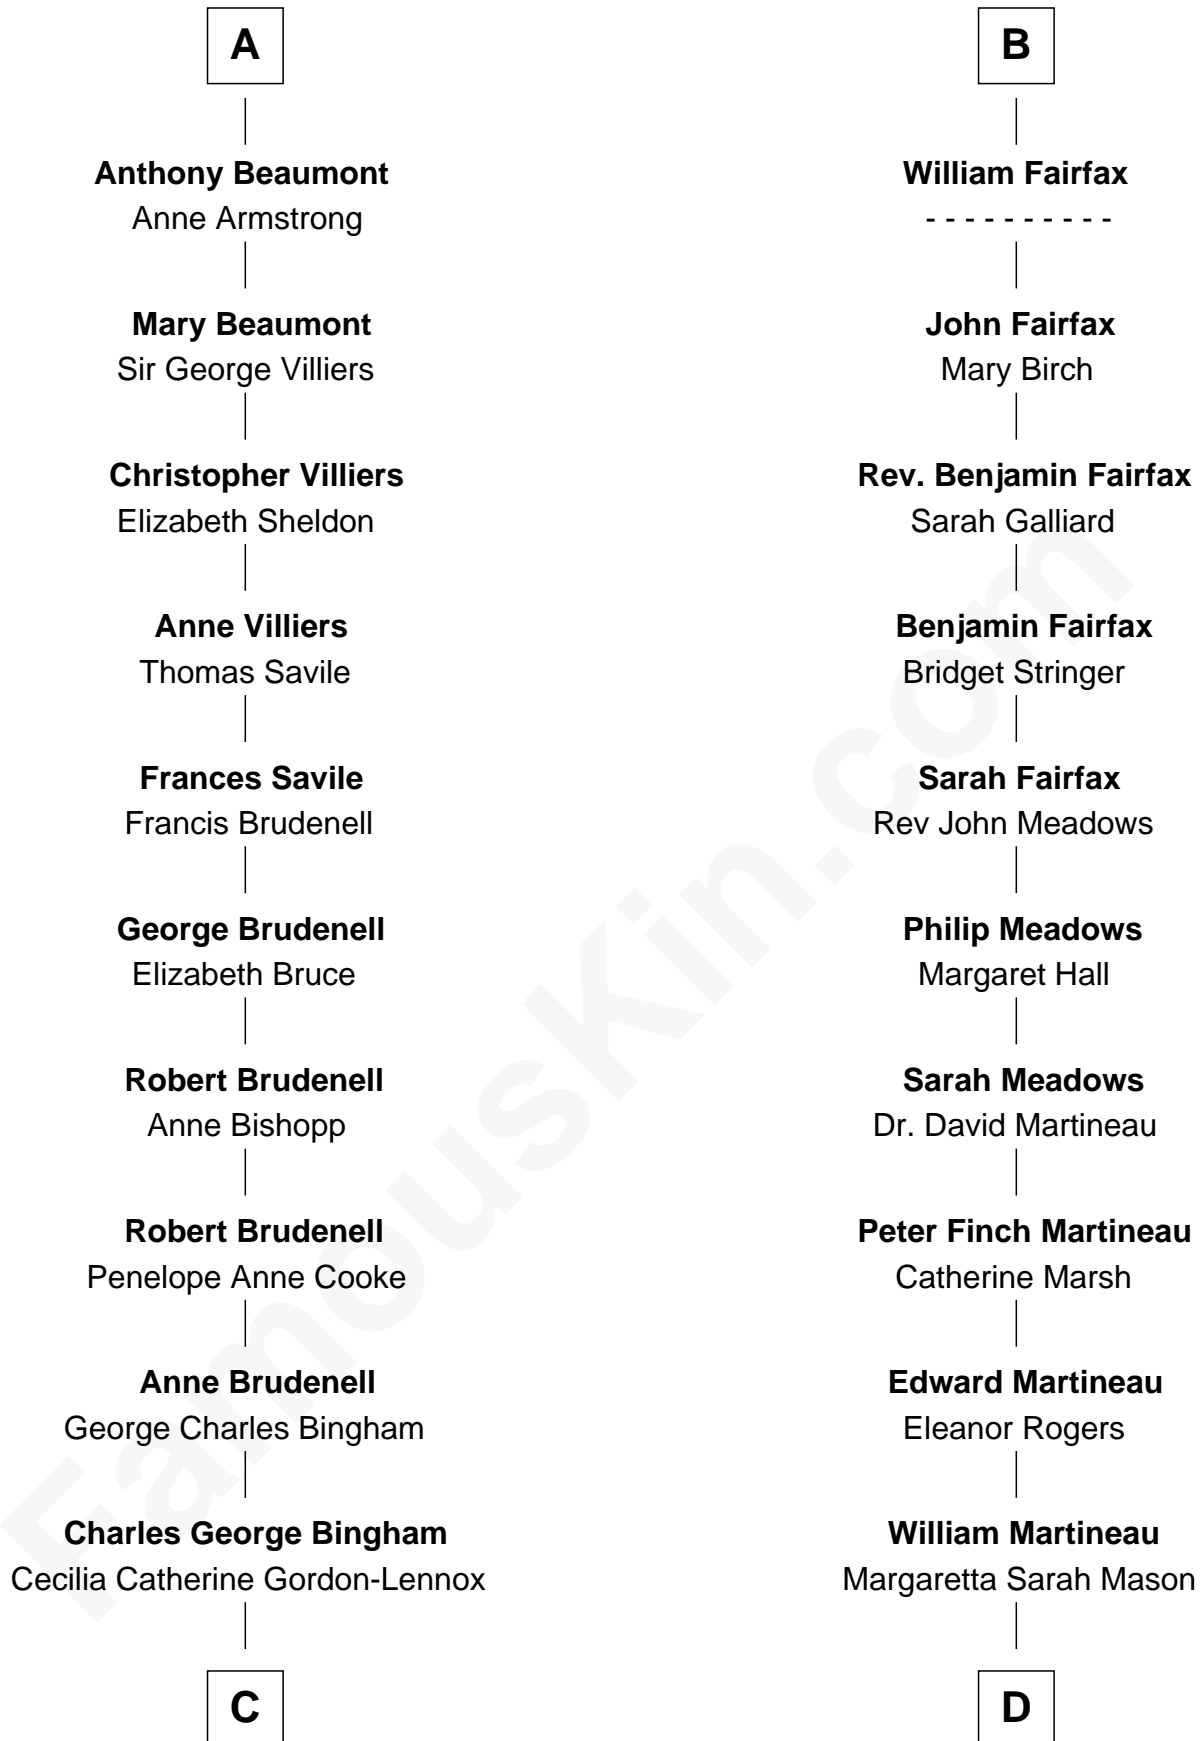 A
Anthony Beaumont
Anne Armstrong
Mary Beaumont
Sir George Villiers
Christopher Villiers
Elizabeth Sheldon
Anne Villiers
Thomas Savile
Frances Savile
Francis Brudenell
George Brudenell
Elizabeth Bruce
Robert Brudenell
Anne Bishopp
Robert Brudenell
Penelope Anne Cooke
Anne Brudenell
George Charles Bingham
Charles George Bingham
Cecilia Catherine Gordon-Lennox
C
B
William Fairfax
- - - - - - - - - -
John Fairfax
Mary Birch
Rev. Benjamin Fairfax
Sarah Galliard
Benjamin Fairfax
Bridget Stringer
Sarah Fairfax
Rev John Meadows
Philip Meadows
Margaret Hall
Sarah Meadows
Dr. David Martineau
Peter Finch Martineau
Catherine Marsh
Edward Martineau
Eleanor Rogers
William Martineau
Margaretta Sarah Mason
D
FamousKin.com